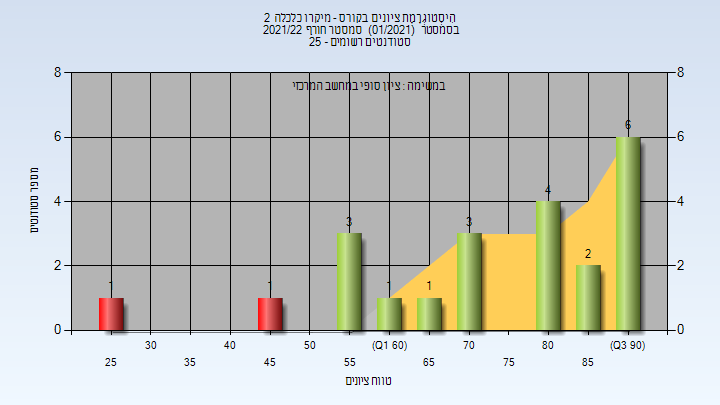 היסטוגרמת ציונים בקורס - מיקרו כלכלה 2
בסמסטר (01/2021) סמסטר חורף 2021/22
סטודנטים רשומים - 25
במשימה : ציון סופי במחשב המרכזי
8 8
6 6
4 4
2 2
0 0
1 1 3 1 1 3 4 2 6
מספר סטודנטים
30 40 50 (Q1 60) 70 80 (Q3 90)
25 35 45 55 65 75 85
טווח ציונים